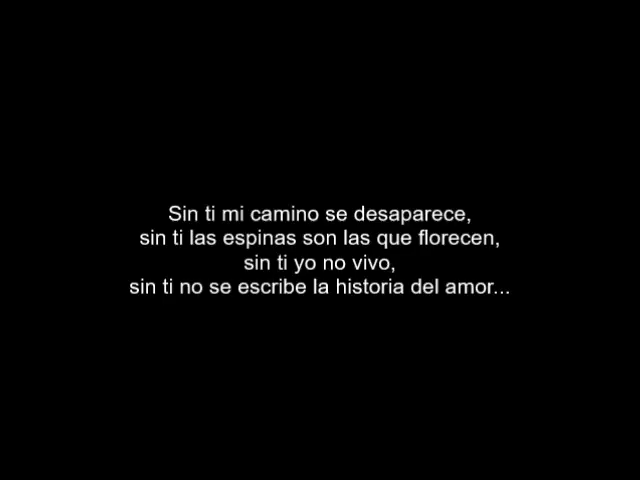 Sin ti mi camino se desaparece,
sin ti las espinas son las que florecen,
sin ti yo no vivo,
sin ti no se escribe la historia del amor...